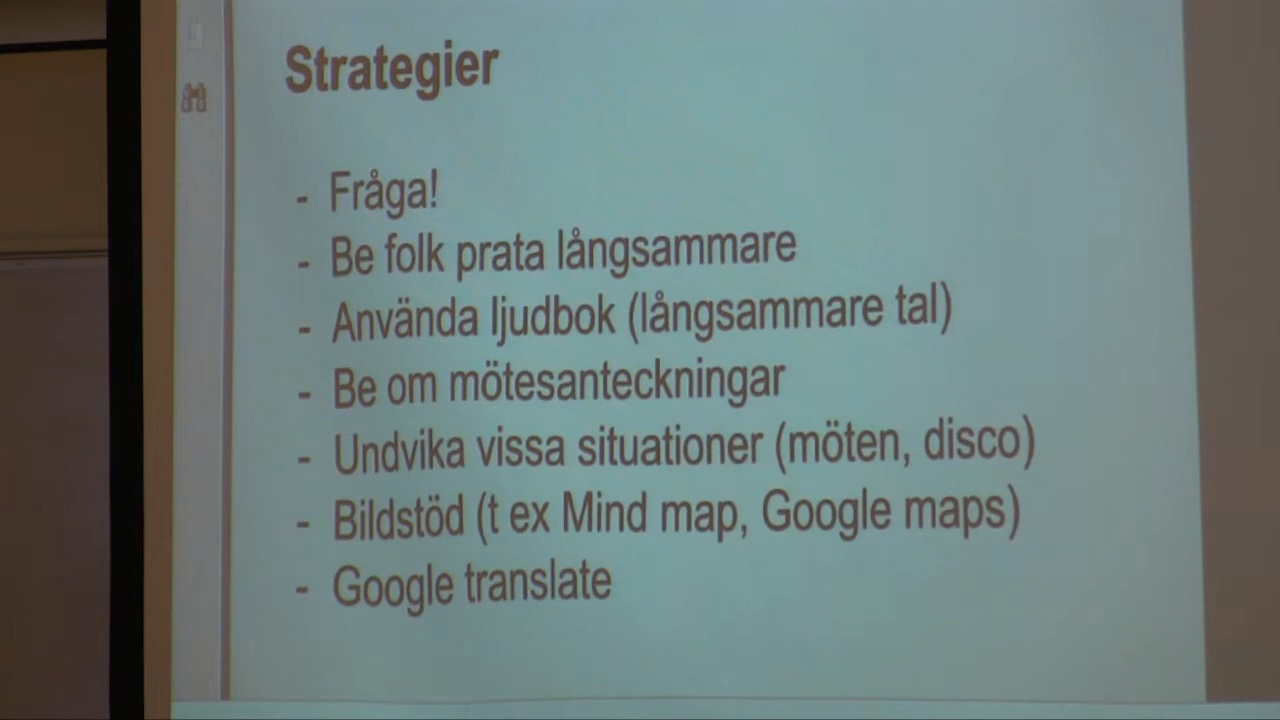 Strategier
- Fråga!
- Be folk prata långsammare
- Använda ljudbok (långsammare tal)
- Be om mötesanteckningar
- Undvika vissa situationer (möten, disco)
- Bildstöd (t ex Mind map, Google maps)
- Google translate